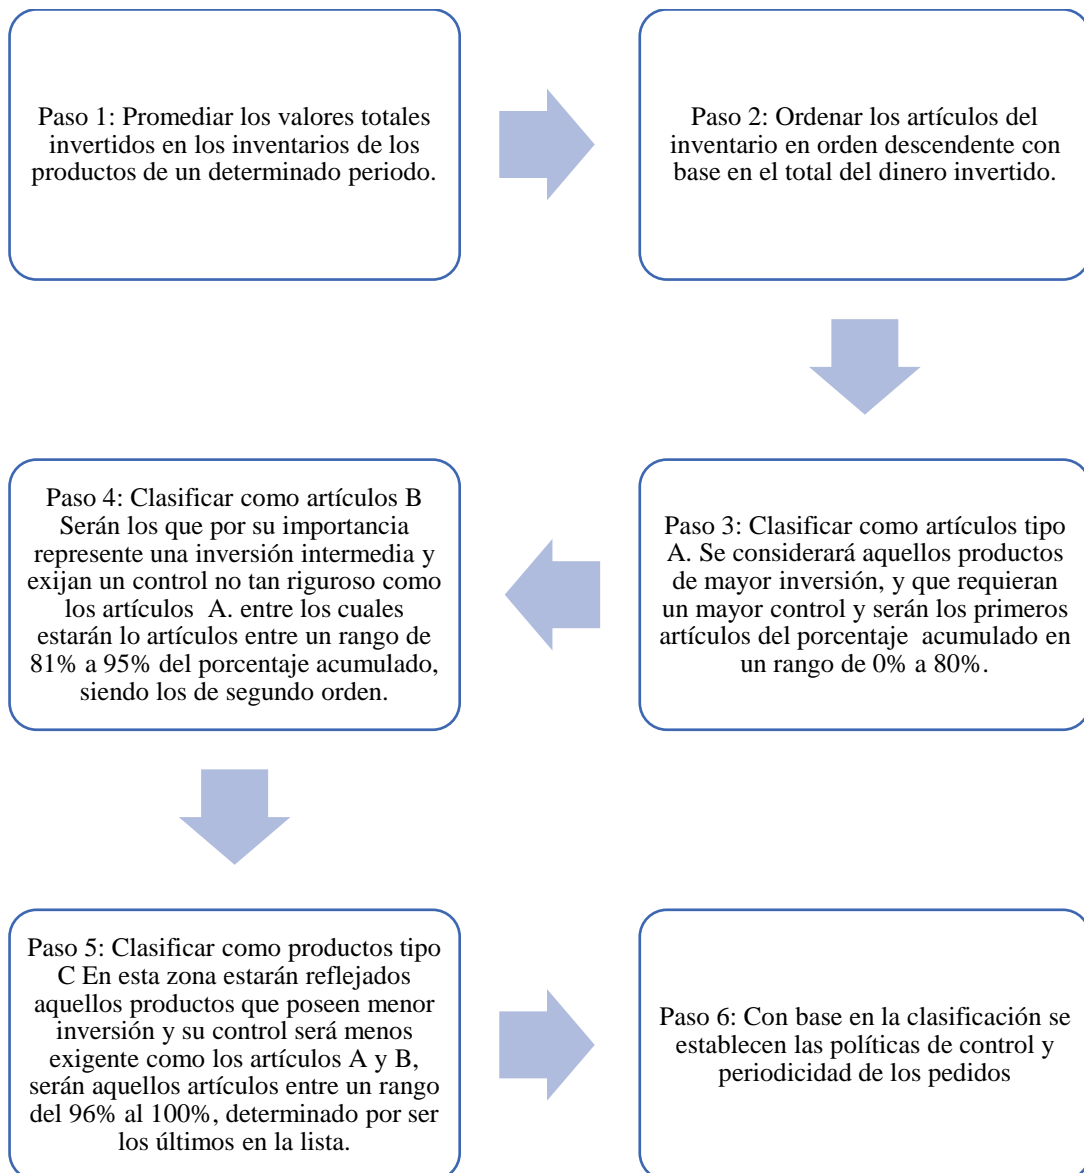 Paso 1: Promediar los valores totales
invertidos en los inventarios de los
productos de un determinado periodo.
Paso 2: Ordenar los artículos del
inventario en orden descendente con
base en el total del dinero invertido.
Paso 3: Clasificar como artículos tipo
A. Se considerará aquellos productos
de mayor inversión, y que requieran
un mayor control y serán los primeros
artículos del porcentaje acumulado en
un rango de 0% a 80%.
Paso 4: Clasificar como artículos B
Serán los que por su importancia
represente una inversión intermedia y
exijan un control no tan riguroso como
los artículos A. entre los cuales
estarán lo artículos entre un rango de
81% a 95% del porcentaje acumulado,
siendo los de segundo orden.
Paso 5: Clasificar como productos tipo
C En esta zona estarán reflejados
aquellos productos que poseen menor
inversión y su control será menos
exigente como los artículos A y B,
serán aquellos artículos entre un rango
del 96% al 100%, determinado por ser
los últimos en la lista.
Paso 6: Con base en la clasificación se
establecen las políticas de control y
periodicidad de los pedidos